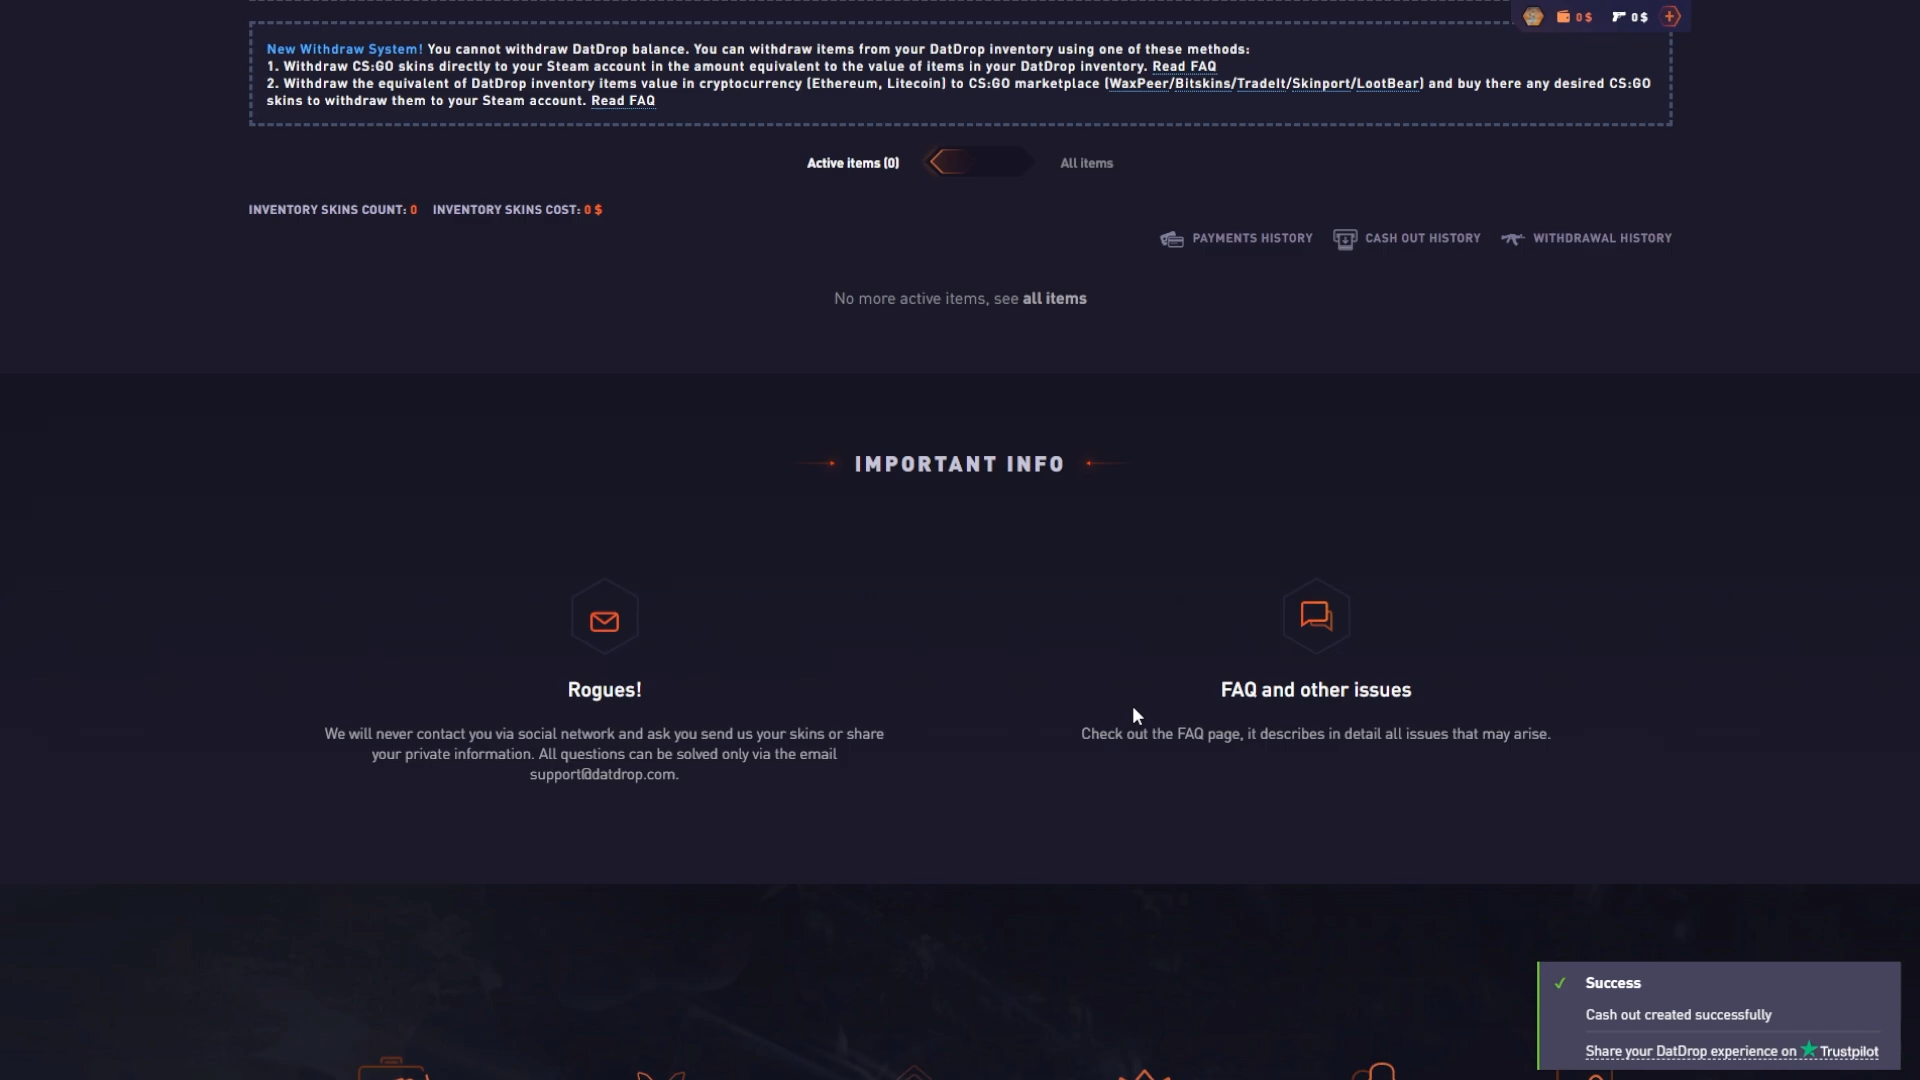 0 $ 0 $
New Withdraw System! You cannot withdraw DatDrop balance. You can withdraw items from your DatDrop inventory using one of these methods:
1. Withdraw CS:GO skins directly to your Steam account in the amount equivalent to the value of items in your DatDrop inventory. Read FAQ
2. Withdraw the equivalent of DatDrop inventory items value in cryptocurrency (Ethereum, Litecoin) to CS:GO marketplace (WaxPeer/Bitskins/TradeIt/Skinport/LootBear) and buy there any desired CS:GO
skins to withdraw them to your Steam account. Read FAQ
Active items (0) All items
INVENTORY SKINS COUNT: 0 INVENTORY SKINS COST: 0 $
PAYMENTS HISTORY CASH OUT HISTORY WITHDRAWAL HISTORY
No more active items, see all items
IMPORTANT INFO
Rogues!
We will never contact you via social network and ask you send us your skins or share
your private information. All questions can be solved only via the email
support@datdrop.com.
FAQ and other issues
Check out the FAQ page, it describes in detail all issues that may arise.
Success
Cash out created successfully
Share your DatDrop experience on Trustpilot